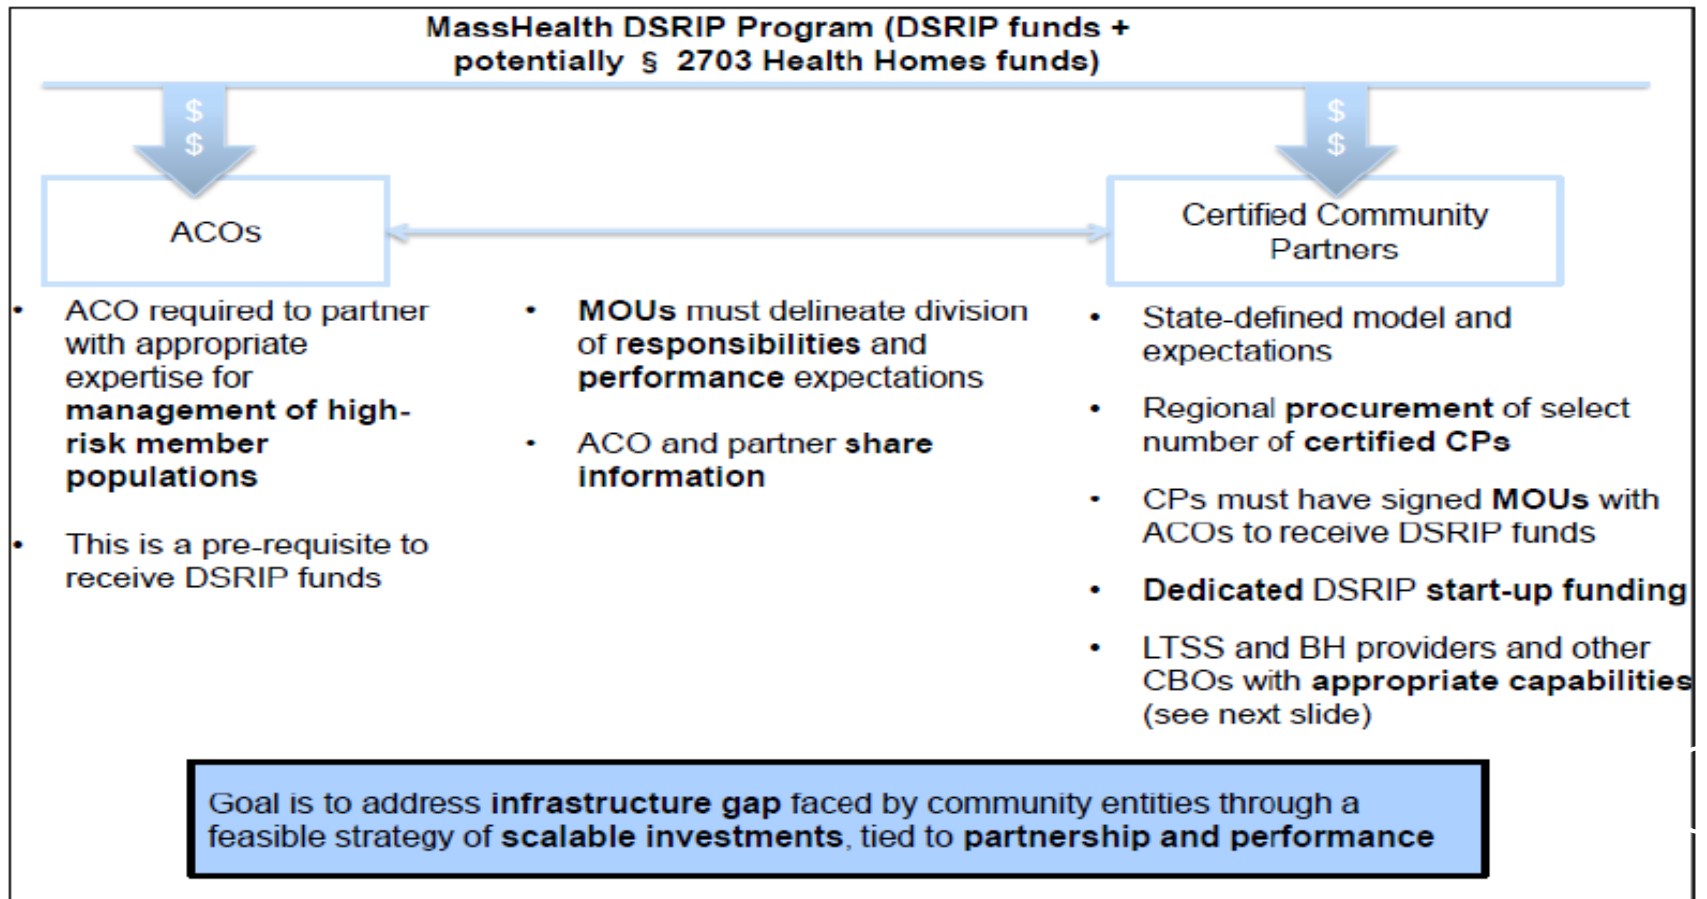 MassHealth DSRIP Program (DSRIP funds +
potentially § 2703 Health Homes funds)
$
$
$
$
ACOs
Certified Community
Partners
• ACO required to partner
with appropriate
expertise for
management of high-
risk member
populations
• This is a pre-requisite to
receive DSRIP funds
• MOUs must delineate division
of responsibilities and
performance expectations
• ACO and partner share
information
• State-defined model and
expectations
• Regional procurement of select
number of certified CPs
• CPs must have signed MOUs with
ACOs to receive DSRIP funds
• Dedicated DSRIP start-up funding
• LTSS and BH providers and other
CBOs with appropriate capabilities
(see next slide)
Goal is to address infrastructure gap faced by community entities through a
feasible strategy of scalable investments, tied to partnership and performance